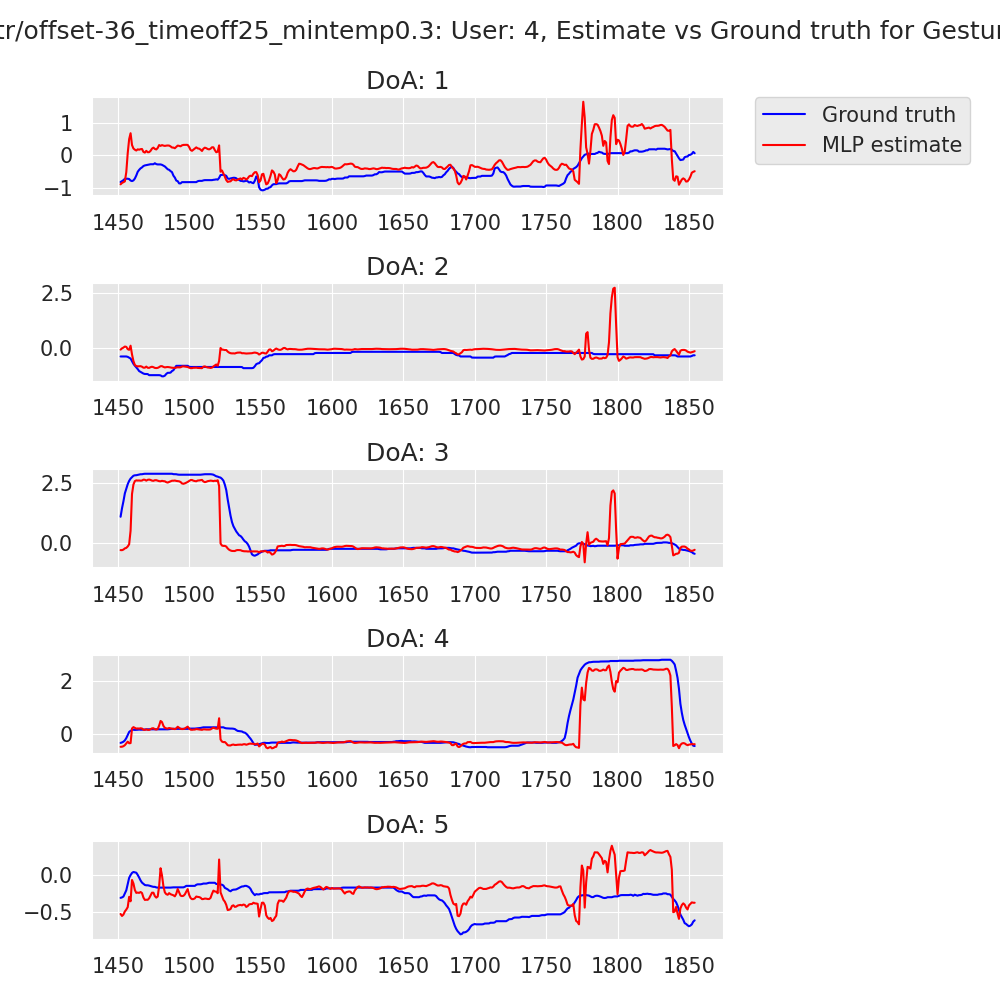 tr/offset-36_timeoff25_mintemp0.3: User: 4, Estimate vs Ground truth for Gestur
DoA: 1
Ground truth
MLP estimate
1
0
−1
1450 1500 1550 1600 1650 1700 1750 1800 1850
DoA: 2
2.5
0.0
1450 1500 1550 1600 1650 1700 1750 1800 1850
DoA: 3
2.5
0.0
1450 1500 1550 1600 1650 1700 1750 1800 1850
DoA: 4
2
0
1450 1500 1550 1600 1650 1700 1750 1800 1850
DoA: 5
0.0
−0.5
1450 1500 1550 1600 1650 1700 1750 1800 1850